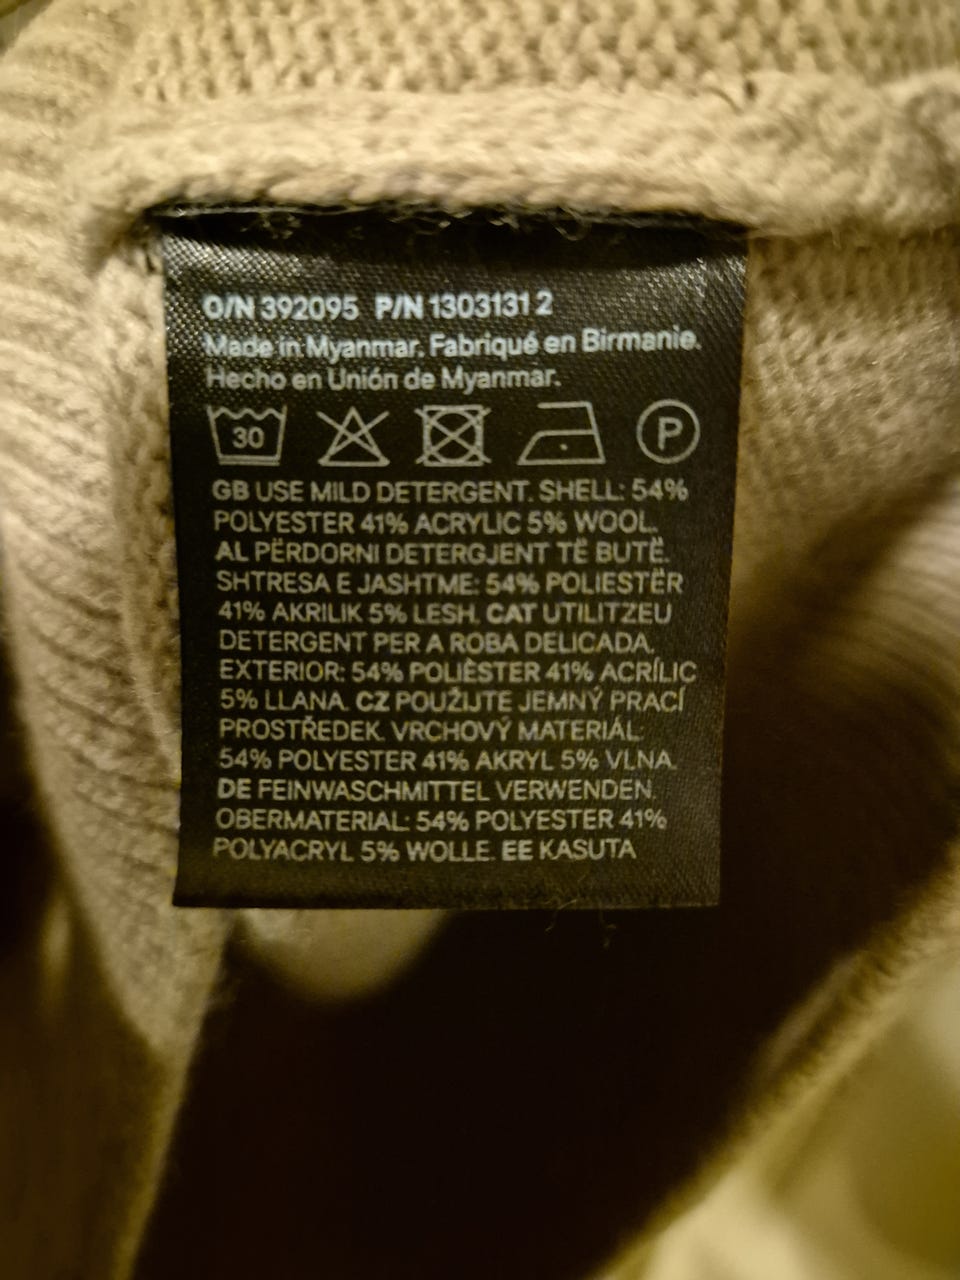 O/N 392095 P/N 1303131 2
Made in Myanmar. Fabriqué en Birmanie.
Hecho en Unión de Myanmar.
30 P
GB USE MILD DETERGENT. SHELL: 54%
POLYESTER 41% ACRYLIC 5% WOOL.
AL PËRDORNI DETERGJENT TË BUTË.
SHTRESA E JASHTME: 54% POLIESTËR
41% AKRILIK 5% LESH. CAT UTILITZEU
DETERGENT PER A ROBA DELICADA.
EXTERIOR: 54% POLIÈSTER 41% ACRÍLIC
5% LLANA. CZ POUŽIJTE JEMNÝ PRACÍ
PROSTŘEDEK. VRCHOVÝ MATERIÁL:
54% POLYESTER 41% AKRYL 5% VLNA.
DE FEINWASCHMITTEL VERWENDEN.
OBERMATERIAL: 54% POLYESTER 41%
POLYACRYL 5% WOLLE. EE KASUTA